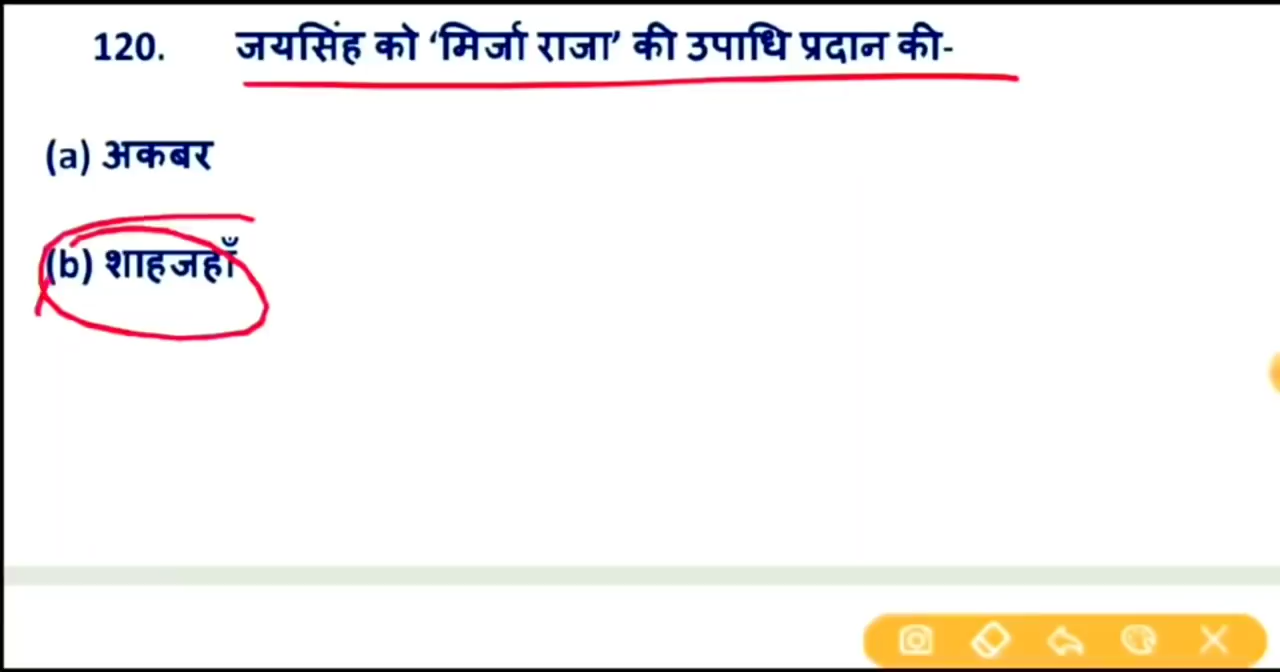 120. जयसिंह को ‘मिर्जा राजा’ की उपाधि प्रदान की-
(a) अकबर
(b) शाहजहाँ